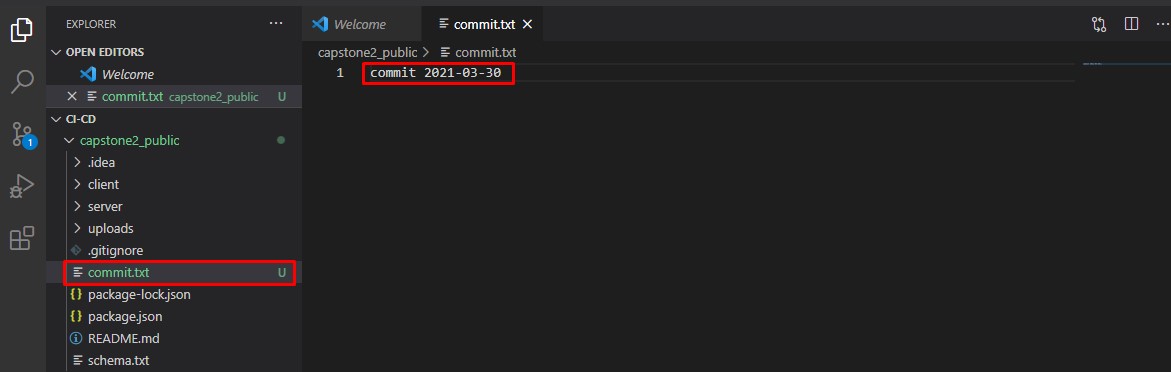 EXPLORER ...
OPEN EDITORS
Welcome
commit.txt capstone2_public U
CI-CD
capstone2_public
.idea
client
server
uploads
.gitignore
commit.txt U
{} package-lock.json
{} package.json
README.md
schema.txt
1
Welcome
commit.txt
capstone2_public > commit.txt
1 commit 2021-03-30